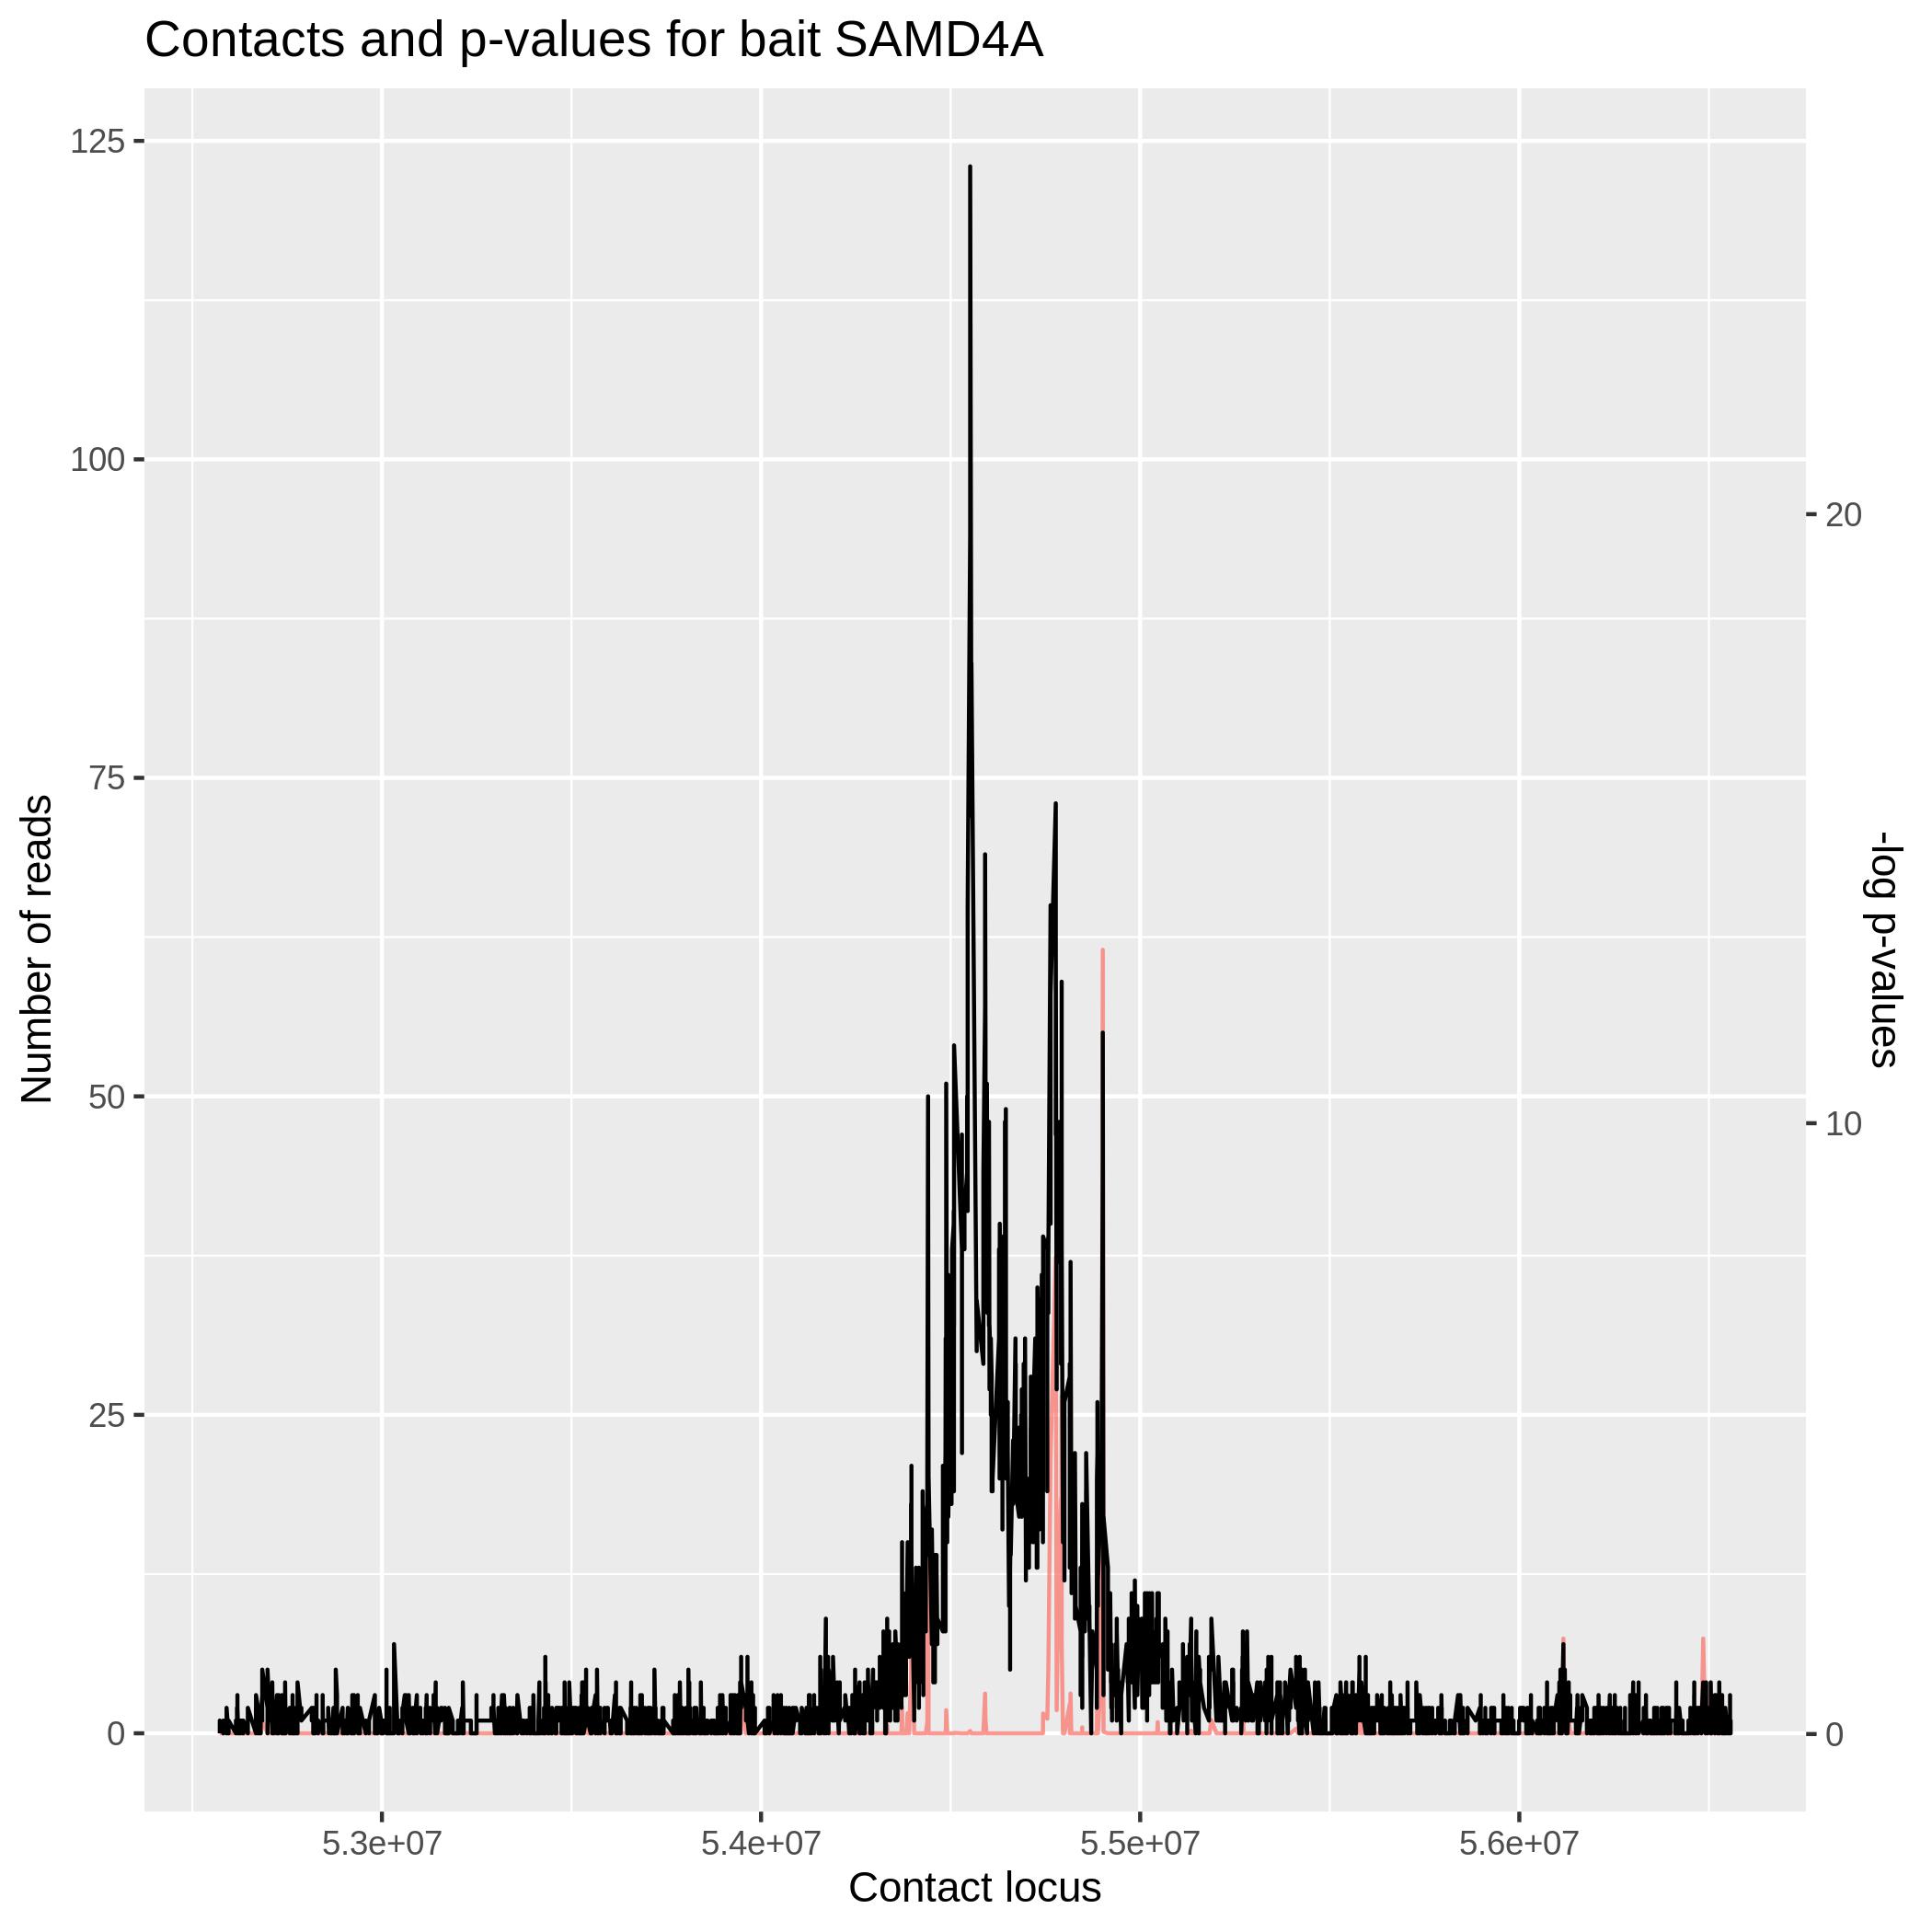 Contacts and p-values for bait SAMD4A
125
100
75
50
25
0
Number of reads
20
10
0
-log p-values
5.3e+07
5.4e+07
5.5e+07
5.6e+07
Contact locus